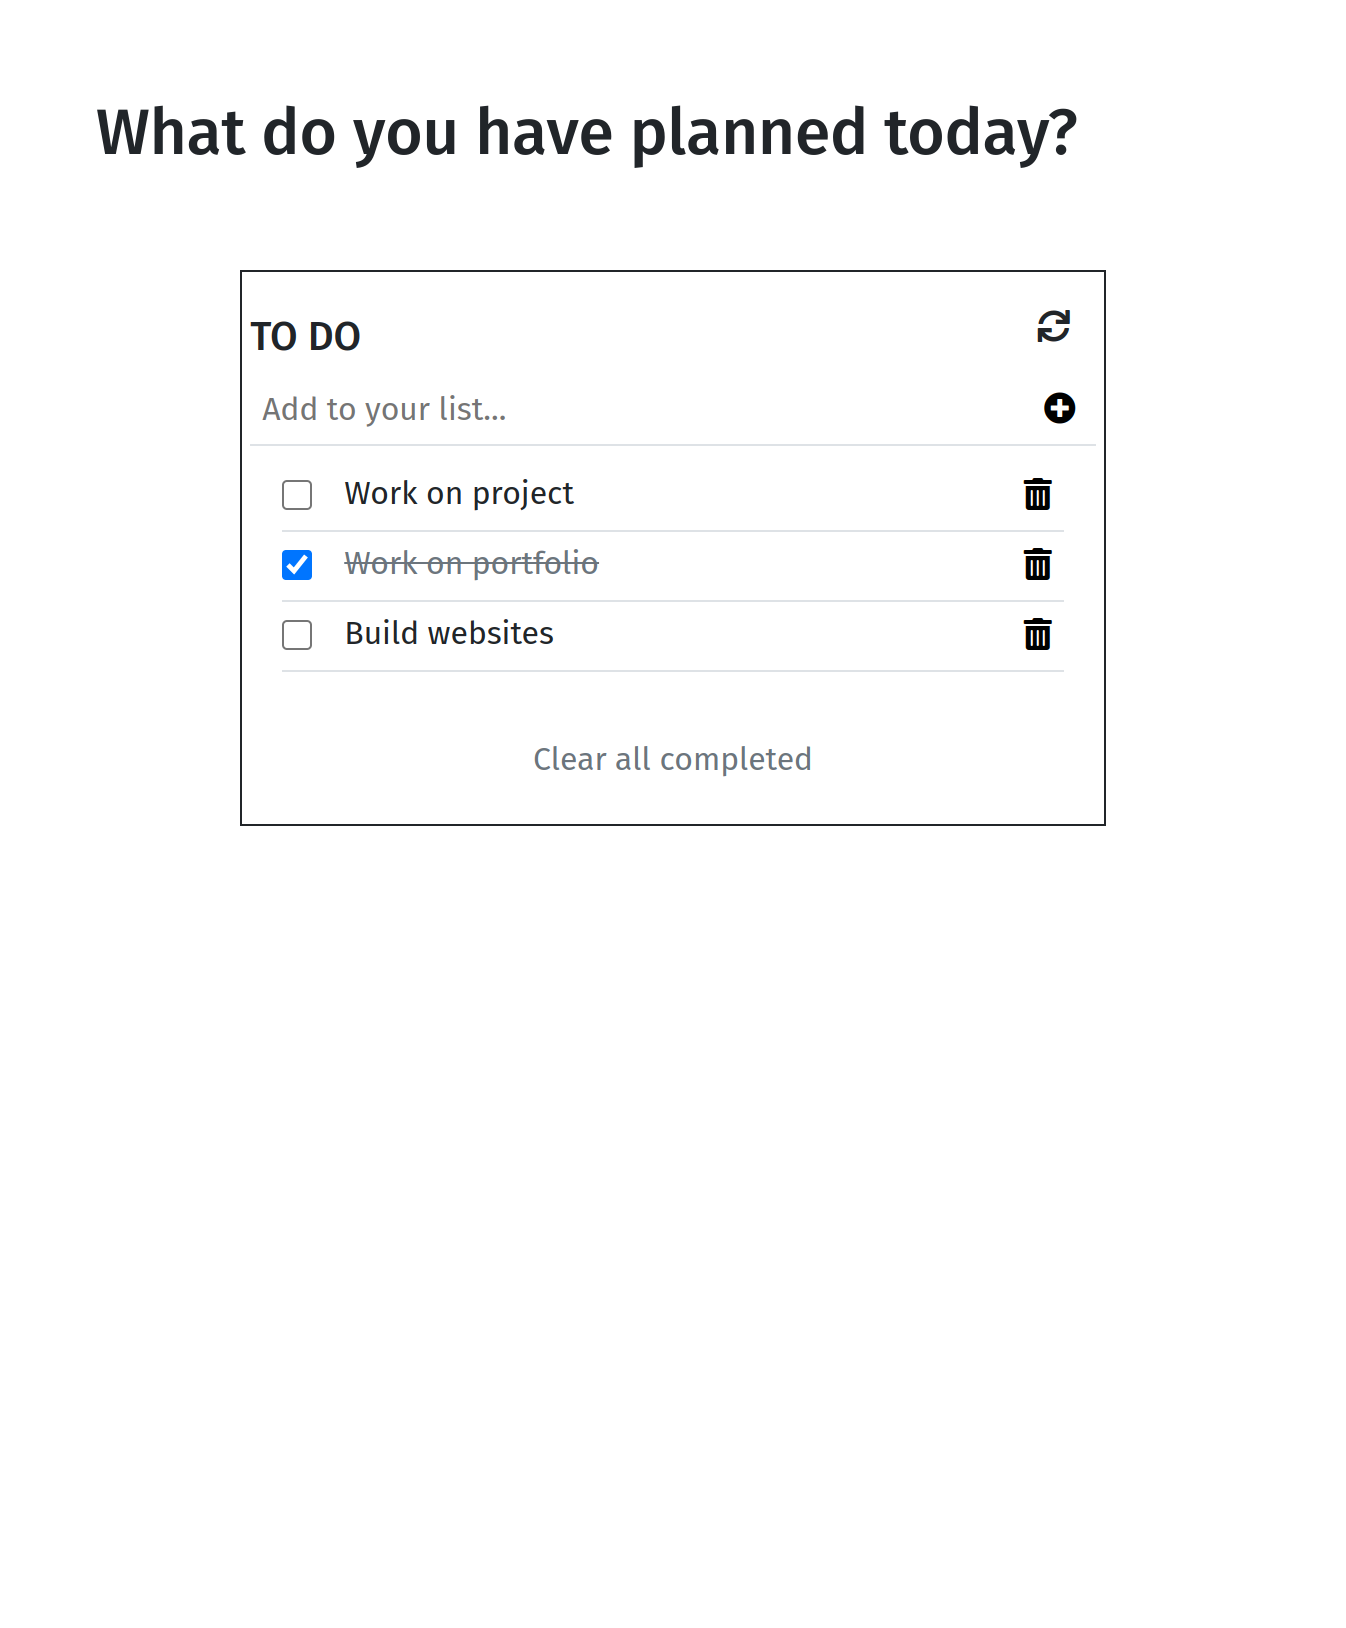 What do you have planned today?
TO DO
Add to your list...
Work on project
Work on portfolio
Build websites
Clear all completed